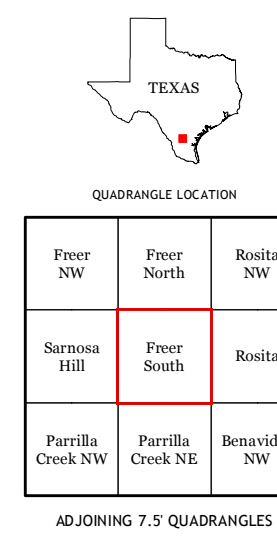 TEXAS
QUADRANGLE LOCATION
Freer
NW
Freer
North
Rosita
NW
Sarnosa
Hill
Freer
South
Rosita
Parrilla
Creek NW
Parrilla
Creek NE
Benavid
NW
ADJOINING 7.5' QUADRANGLES